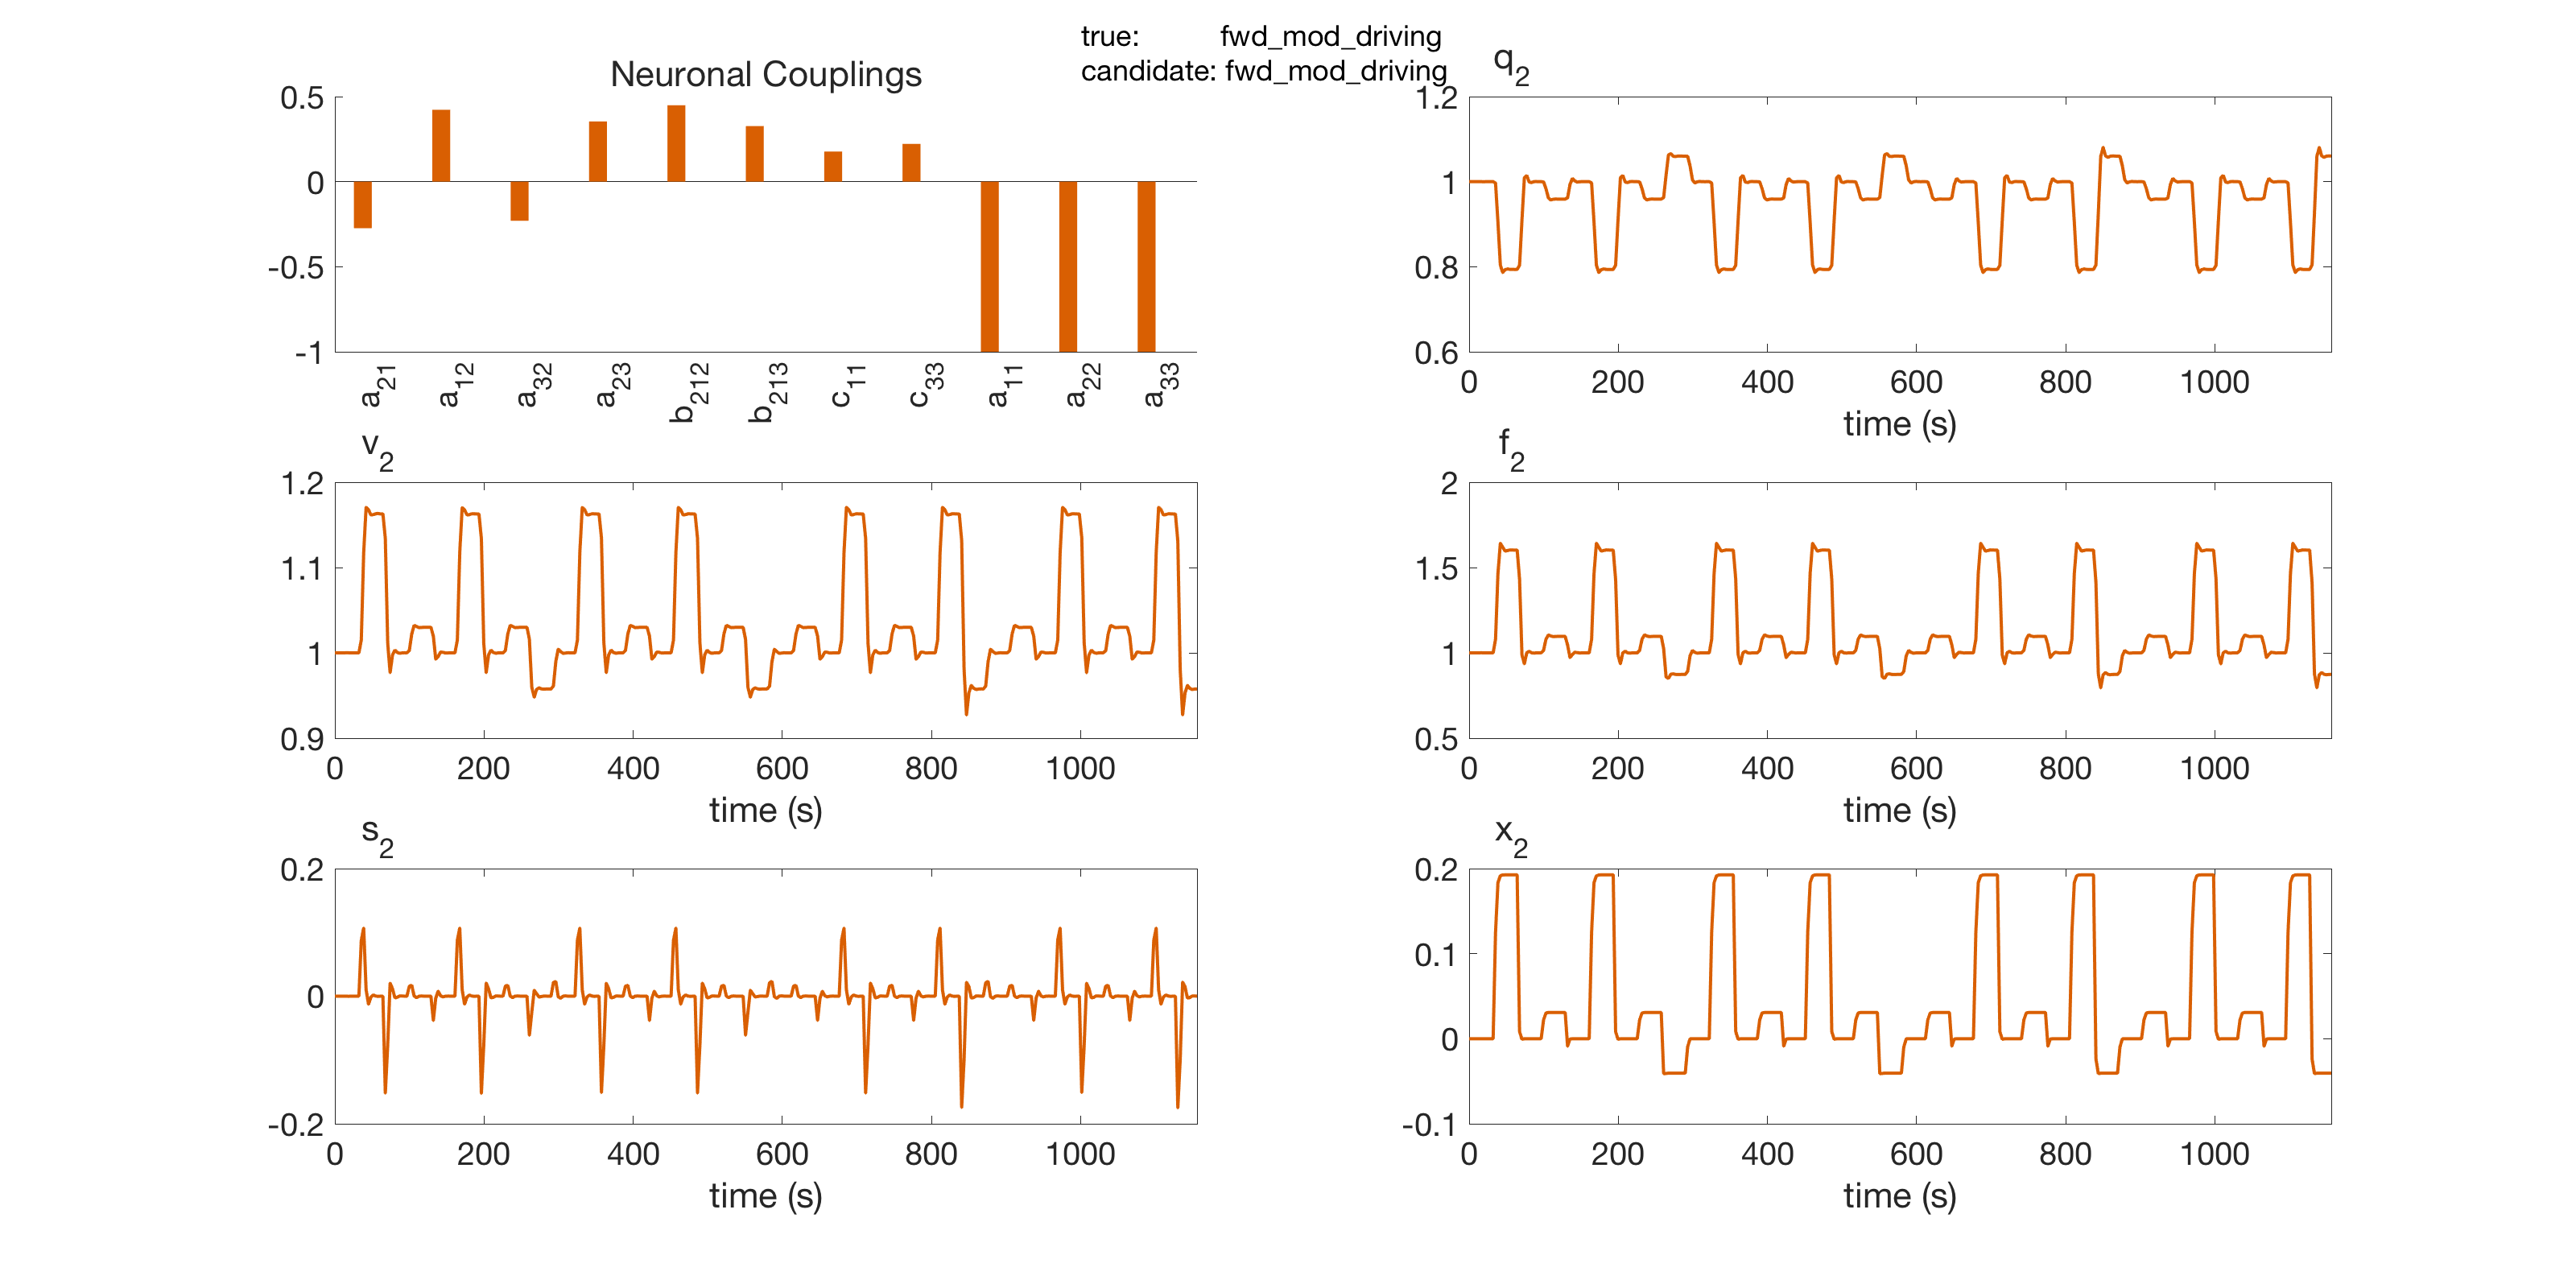 true: fwd_mod_driving
candidate: fwd_mod_driving
Neuronal Couplings
0.5
0
-0.5
-1
a21 a12 a32 a23 b212 b213 c11 c33 a11 a22 a33
q2
1.2
1
0.8
0.6
0 200 400 600 800 1000
time (s)
v2
1.2
1.1
1
0.9
0 200 400 600 800 1000
time (s)
f2
2
1.5
1
0.5
0 200 400 600 800 1000
time (s)
s2
0.2
0
-0.2
0 200 400 600 800 1000
time (s)
x2
0.2
0.1
0
-0.1
0 200 400 600 800 1000
time (s)